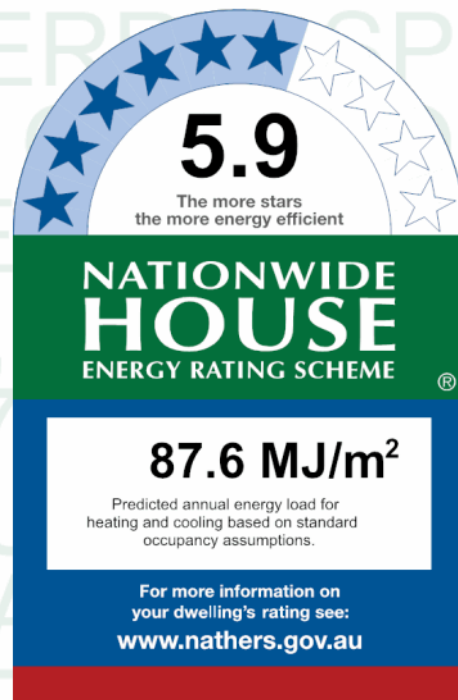 5.9
The more stars
the more energy efficient
NATIONWIDE
HOUSE
ENERGY RATING SCHEME
®
87.6 MJ/m²
Predicted annual energy load for
heating and cooling based on standard
occupancy assumptions.
For more information on
your dwelling's rating see:
www.nathers.gov.au